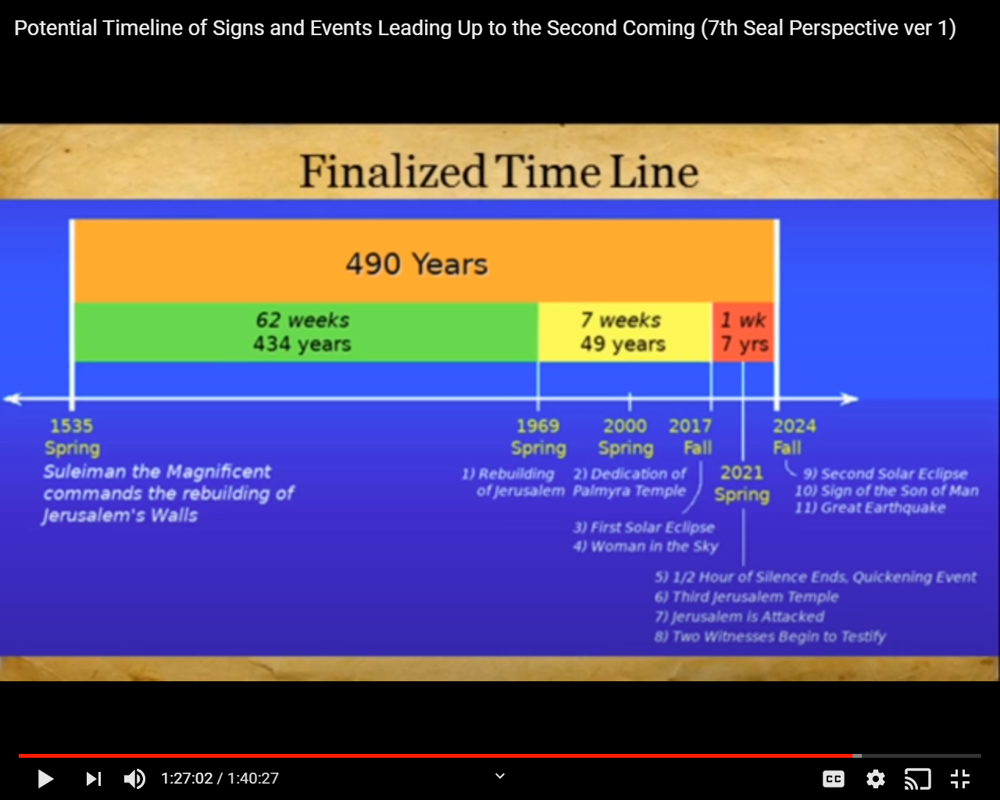 Potential Timeline of Signs and Events Leading Up to the Second Coming (7th Seal Perspective ver 1)
Finalized Time Line
490 Years
62 weeks
434 years
7 weeks
49 years
1 wk
7 yrs
1535
Spring
Suleiman the Magnificent
commands the rebuilding of
Jerusalem's Walls
1969
Spring
1) Rebuilding
of Jerusalem
2000
Spring
2) Dedication of
Palmyra Temple
2017
Fall
3) First Solar Eclipse
4) Woman in the Sky
2021
Spring
5) 1/2 Hour of Silence Ends, Quickening Event
6) Third Jerusalem Temple
7) Jerusalem is Attacked
8) Two Witnesses Begin to Testify
2024
Fall
9) Second Solar Eclipse
10) Sign of the Son of Man
11) Great Earthquake
1:27:02 / 1:40:27
CC